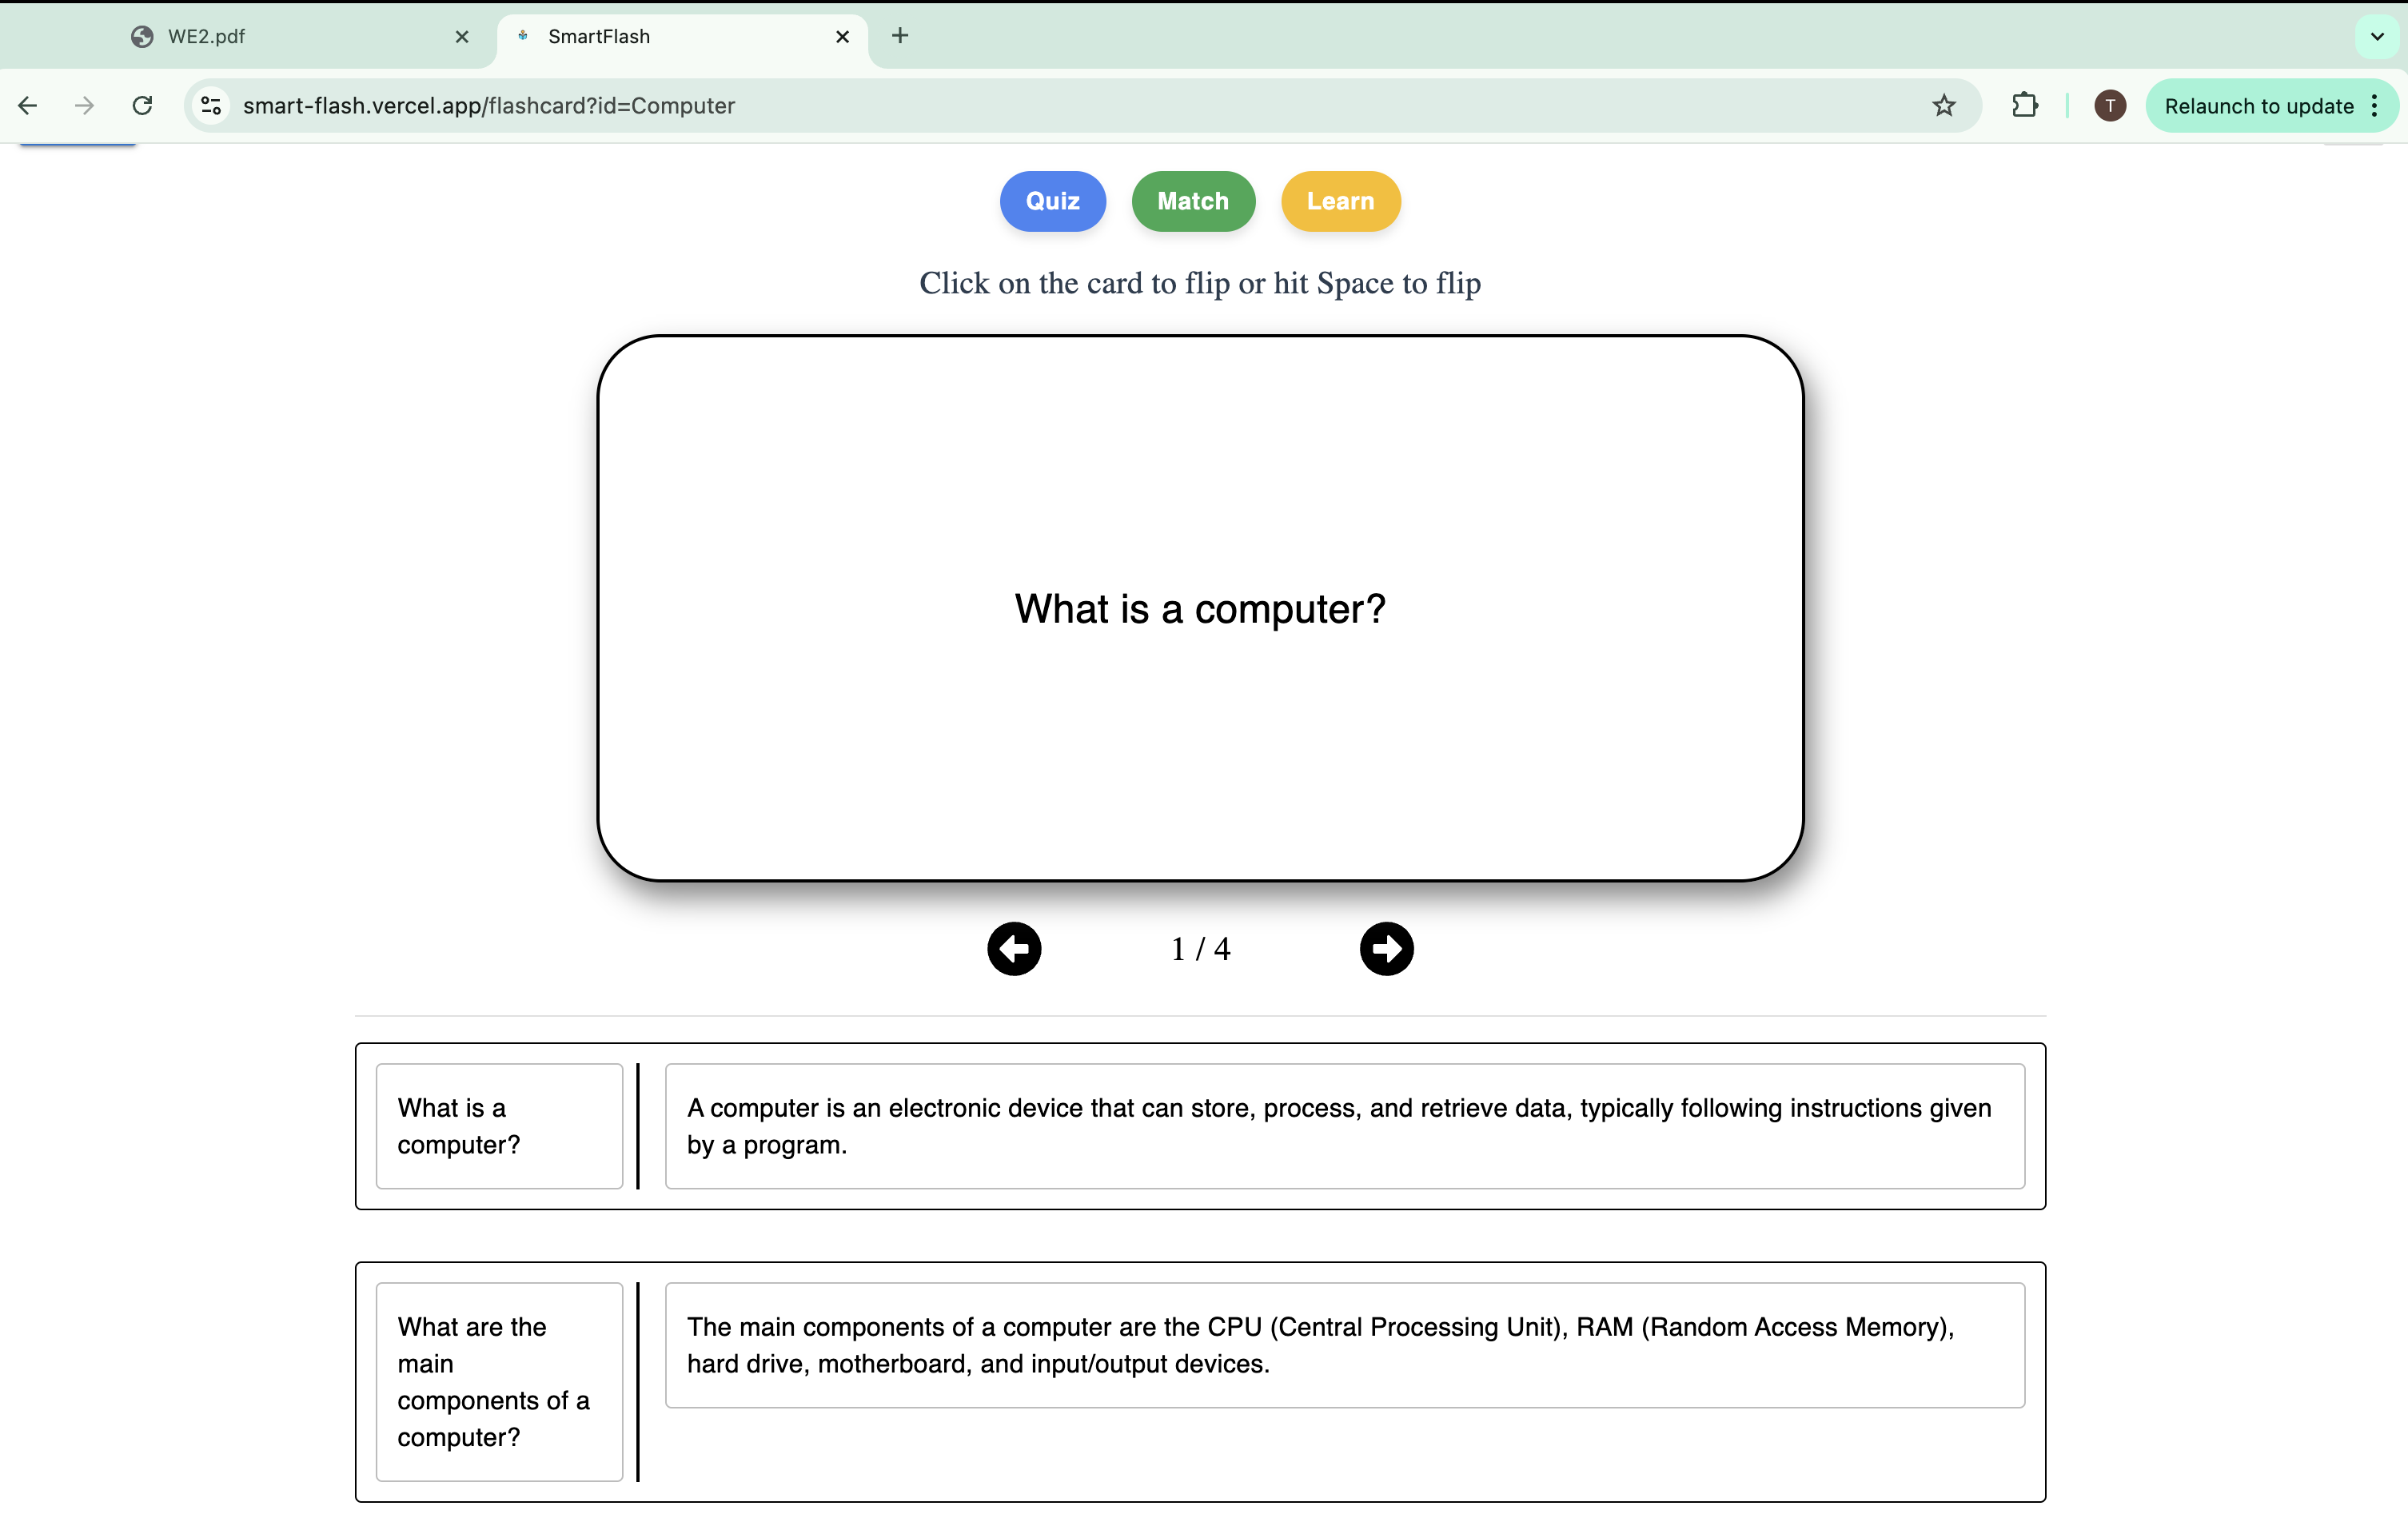 WE2.pdf
SmartFlash
smart-flash.vercel.app/flashcard?id=Computer
T
Relaunch to update
Quiz
Match
Learn
Click on the card to flip or hit Space to flip
What is a computer?
1 / 4
What is a
computer?
A computer is an electronic device that can store, process, and retrieve data, typically following instructions given
by a program.
What are the
main
components of a
computer?
The main components of a computer are the CPU (Central Processing Unit), RAM (Random Access Memory),
hard drive, motherboard, and input/output devices.